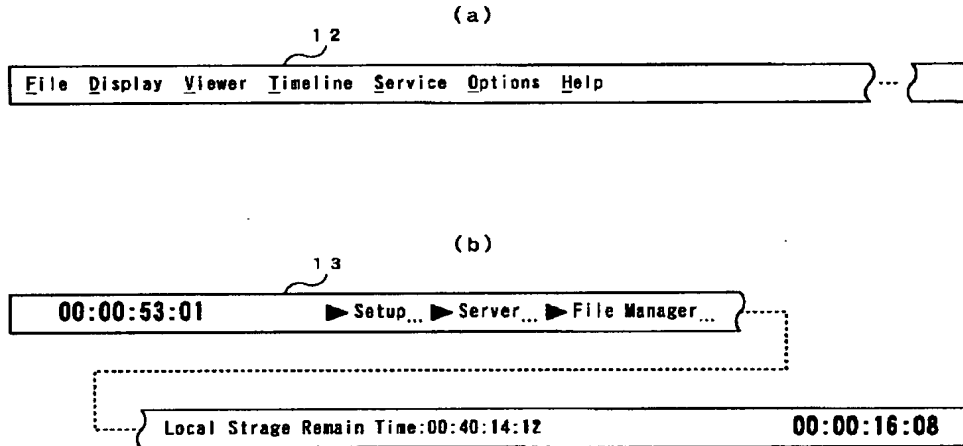 (a)
12
File Display Viewer Timeline Service Options Help ...
(b)
13
00:00:53:01 ▶Setup... ▶Server... ▶File Manager...
Local Strage Remain Time:00:40:14:12 00:00:16:08